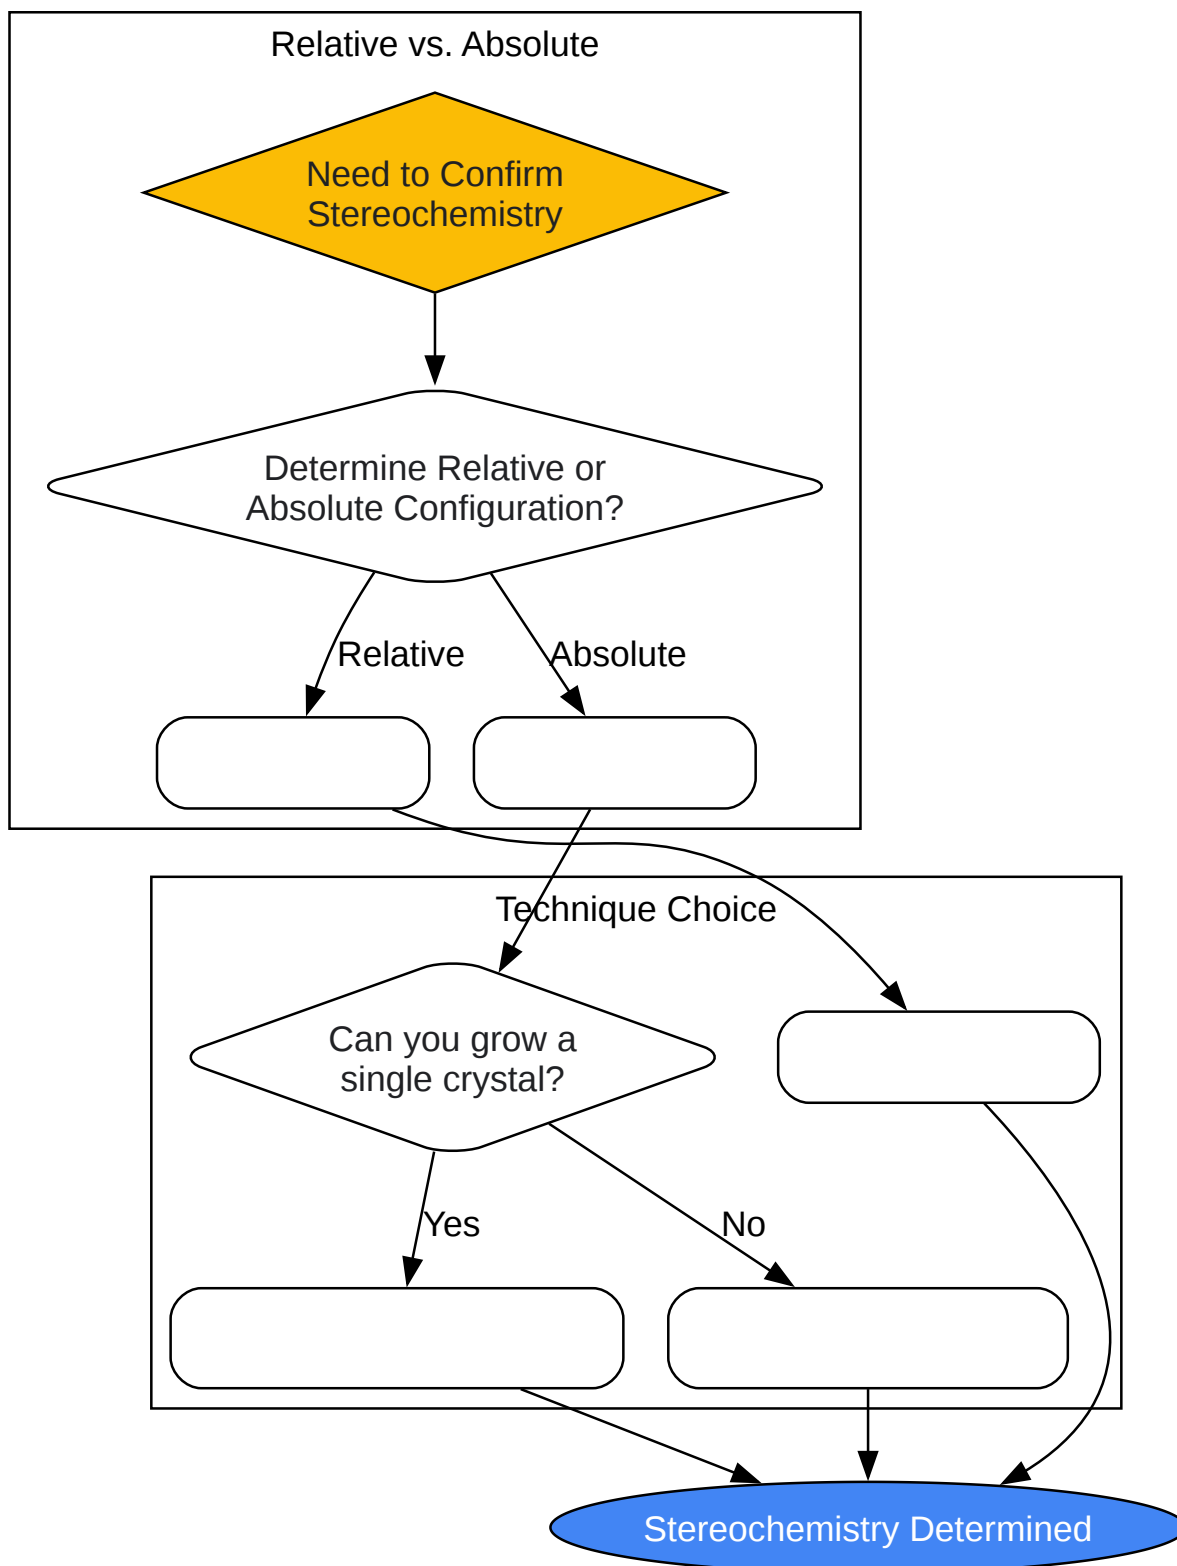 Relative vs. Absolute
Need to Confirm
Stereochemistry
Determine Relative or
Absolute Configuration?
Relative
Absolute
Technique Choice
Can you grow a
single crystal?
Yes
No
Stereochemistry Determined